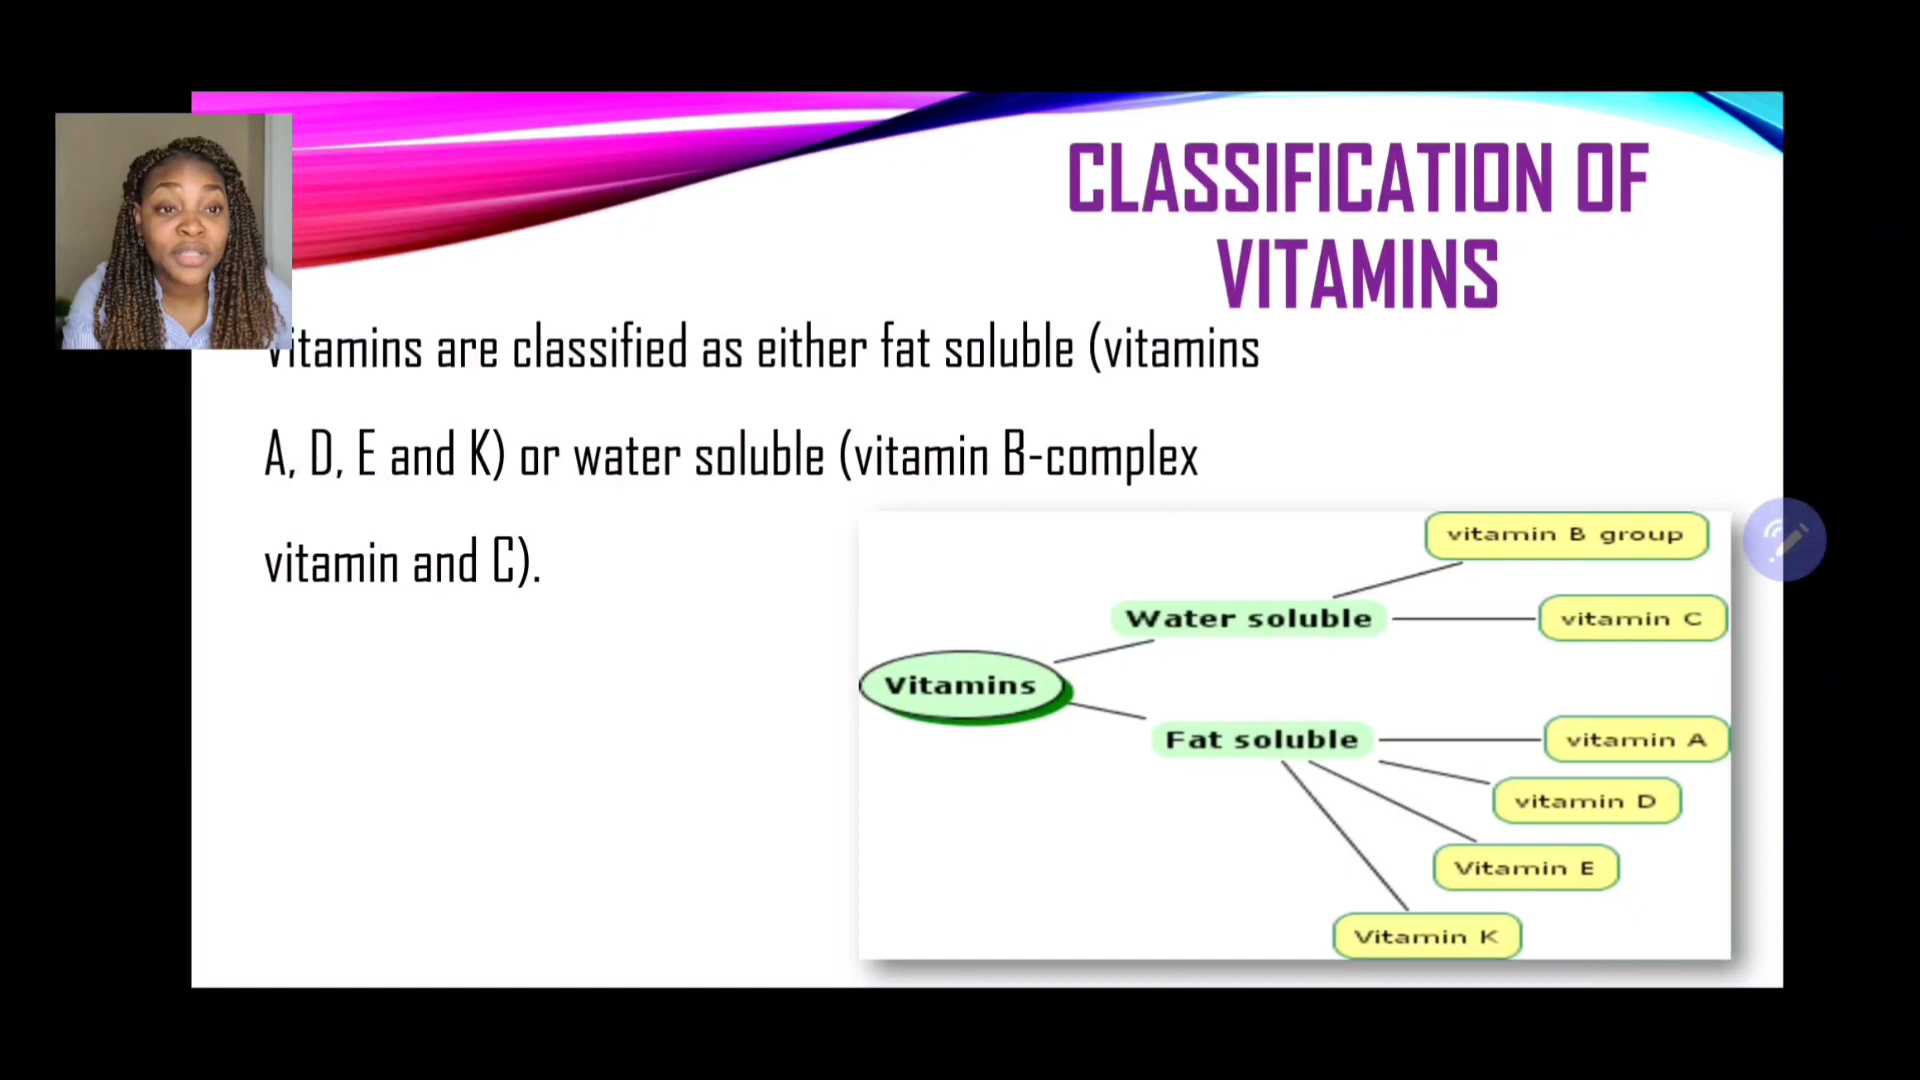 CLASSIFICATION OF
VITAMINS
Vitamins are classified as either fat soluble (vitamins
A, D, E and K) or water soluble (vitamin B-complex
vitamin and C).
vitamin B group
Water soluble
vitamin C
Vitamins
Fat soluble
vitamin A
vitamin D
Vitamin E
Vitamin K